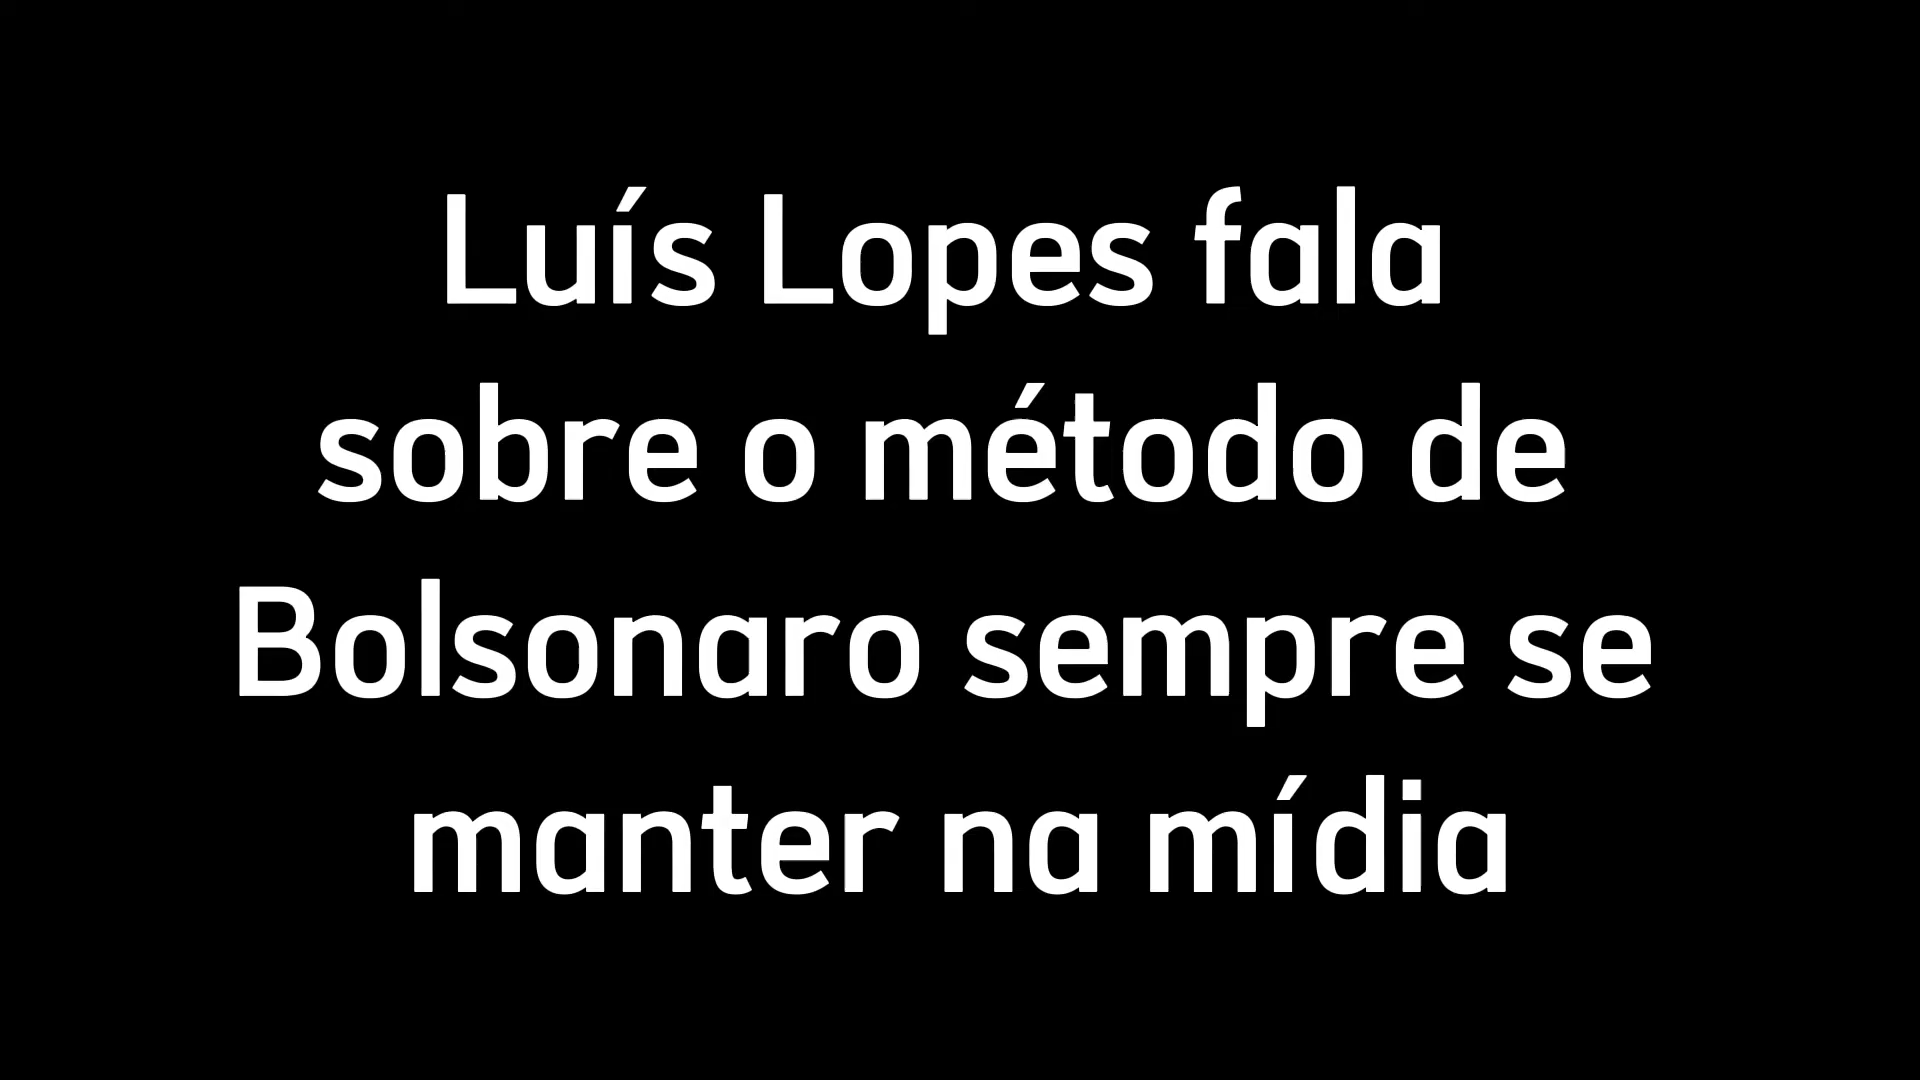 Luís Lopes fala
sobre o método de
Bolsonaro sempre se
manter na mídia